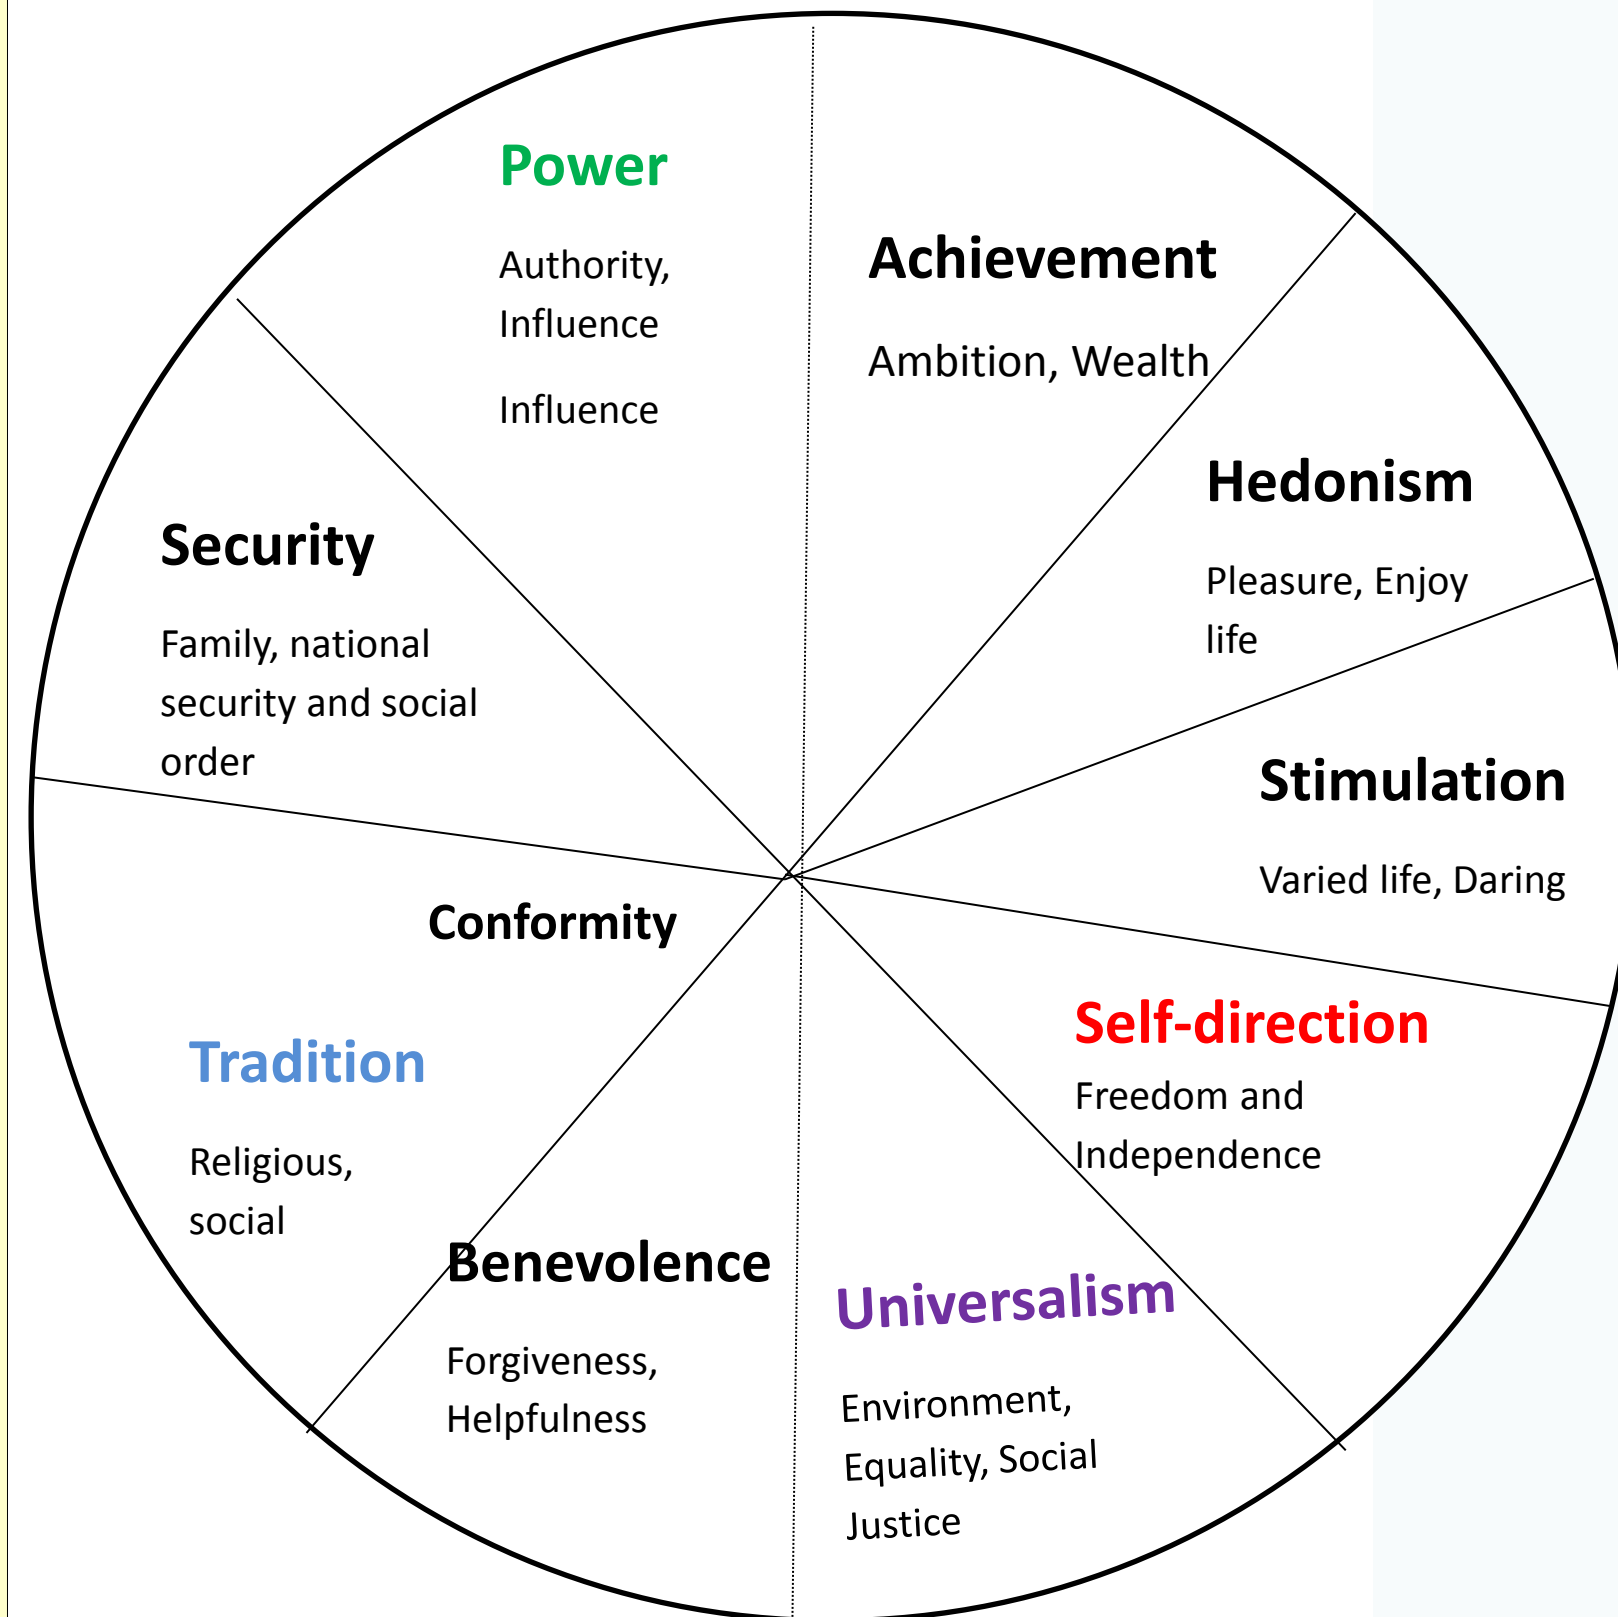 Power
Authority,
Influence
Influence
Achievement
Ambition, Wealth
Hedonism
Pleasure, Enjoy
life
Security
Family, national
security and social
order
Stimulation
Varied life, Daring
Conformity
Self-direction
Freedom and
Independence
Tradition
Religious,
social
Benevolence
Forgiveness,
Helpfulness
Universalism
Environment,
Equality, Social
Justice